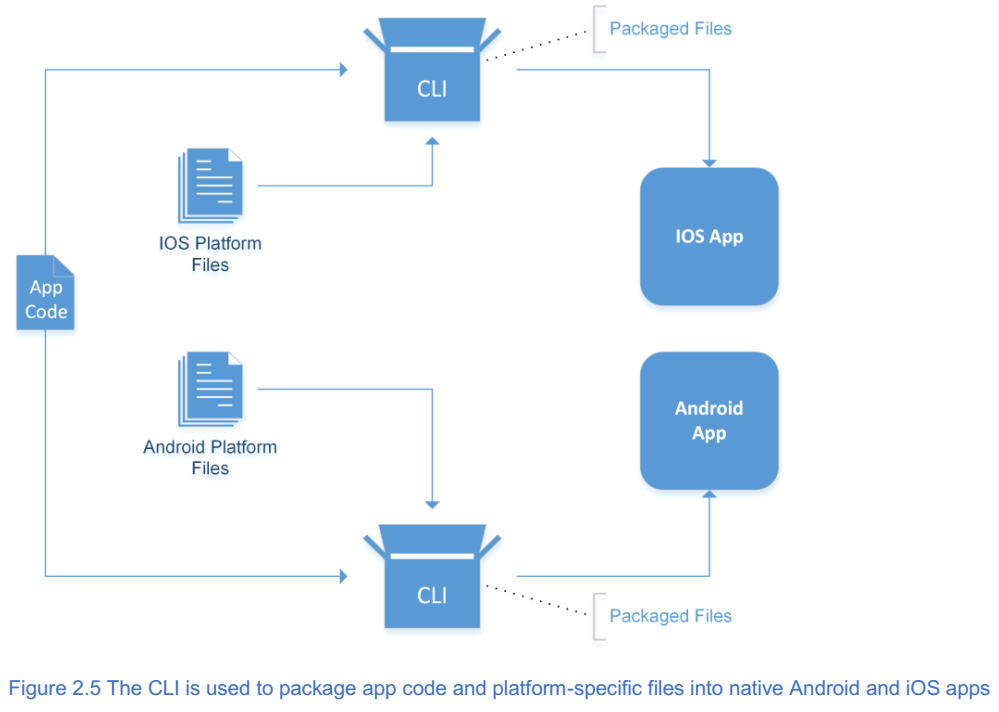 Packaged Files
CLI
IOS Platform
Files
IOS App
App
Code
Android
App
Android Platform
Files
CLI
Packaged Files
Figure 2.5 The CLI is used to package app code and platform-specific files into native Android and iOS apps